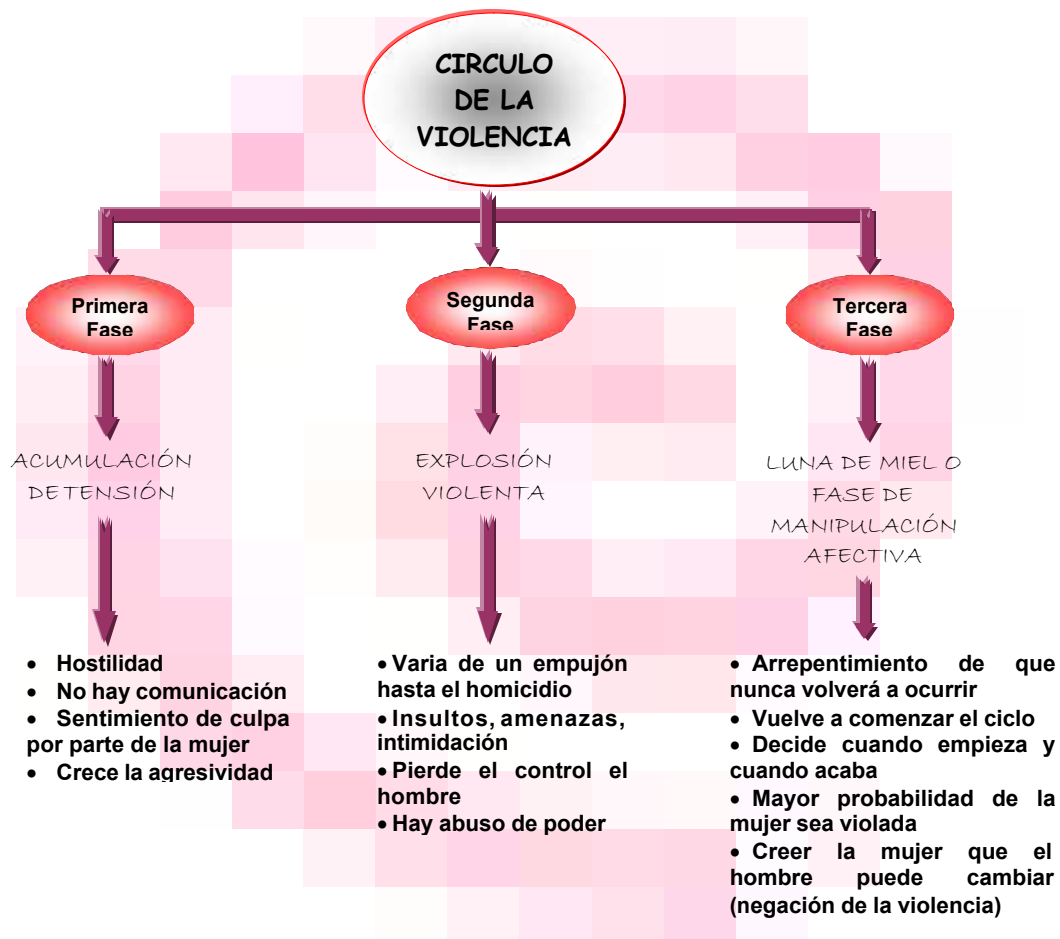 CIRCULO
DE LA
VIOLENCIA
Primera
Fase
Segunda
Fase
Tercera
Fase
ACUMULACIÓN
DE TENSIÓN
EXPLOSIÓN
VIOLENTA
LUNA DE MIEL O
FASE DE
MANIPULACIÓN
AFECTIVA
• Hostilidad
• No hay comunicación
• Sentimiento de culpa
por parte de la mujer
• Crece la agresividad
• Varia de un empujón
hasta el homicidio
• Insultos, amenazas,
intimidación
• Pierde el control el
hombre
• Hay abuso de poder
• Arrepentimiento de que
nunca volverá a ocurrir
• Vuelve a comenzar el ciclo
• Decide cuando empieza y
cuando acaba
• Mayor probabilidad de la
mujer sea violada
• Creer la mujer que el
hombre puede cambiar
(negación de la violencia)